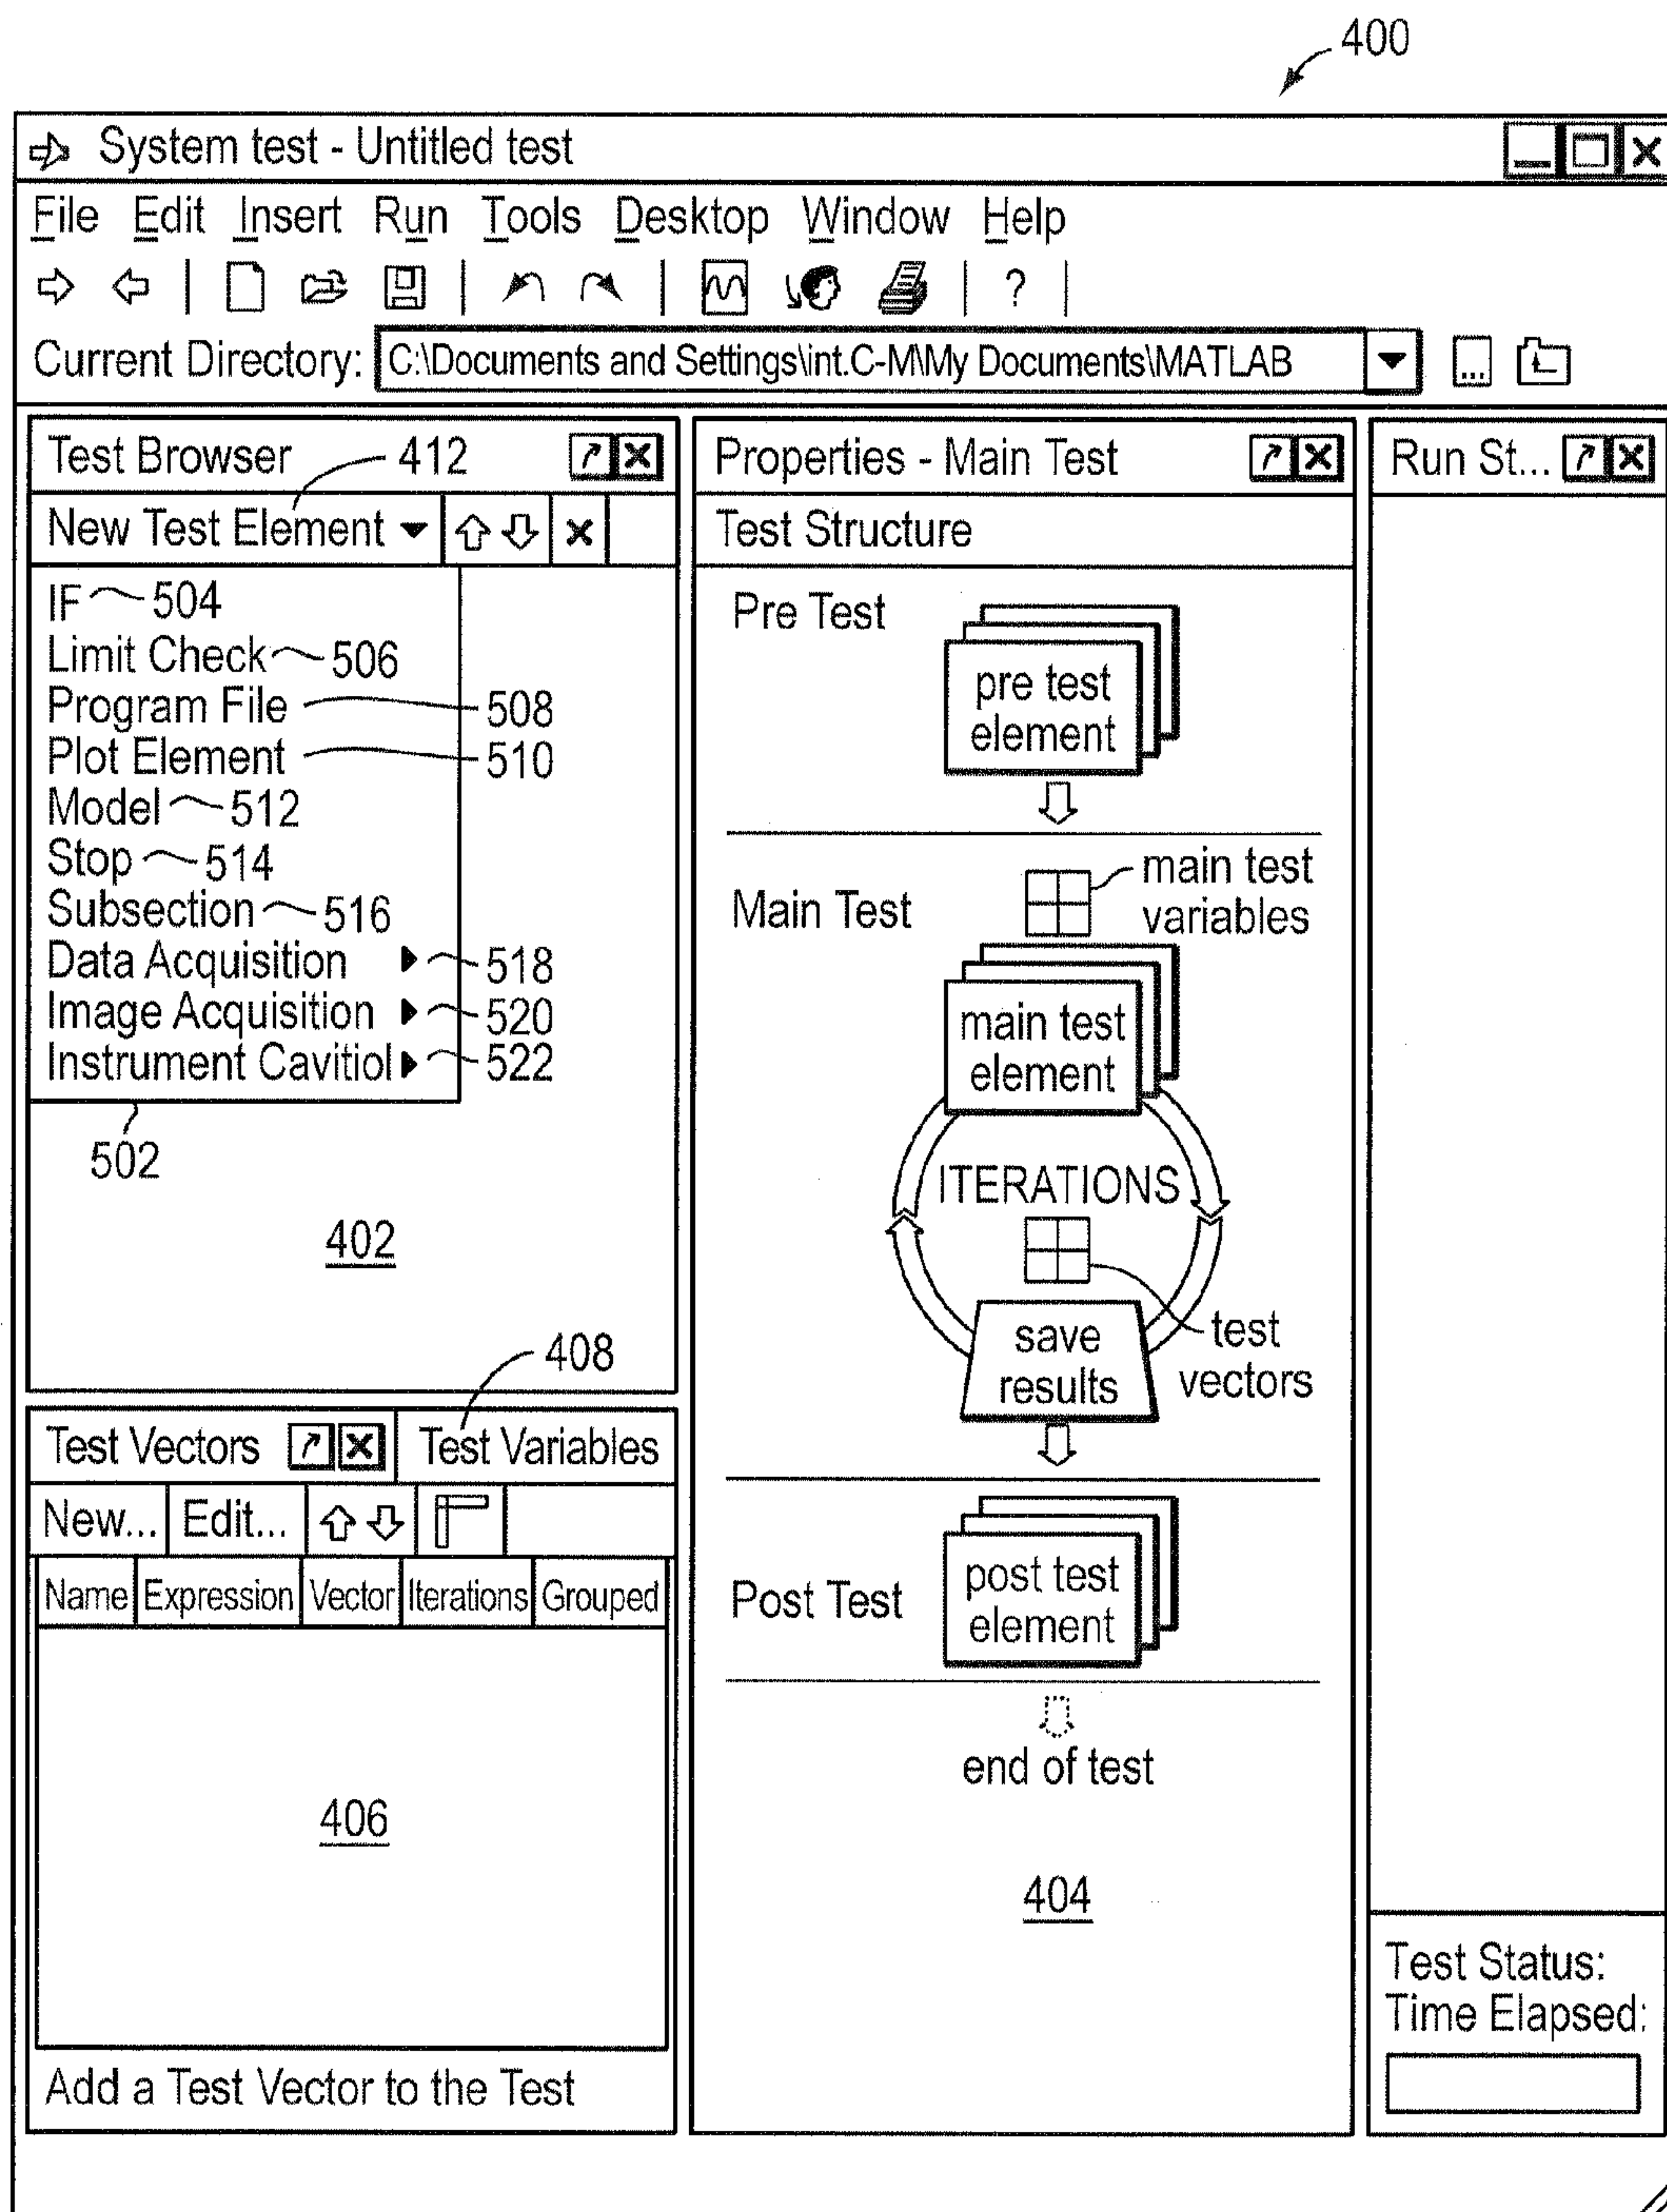 400
System test - Untitled test
File Edit Insert Run Tools Desktop Window Help
?
Current Directory: C:\Documents and Settings\int.C-M\My Documents\MATLAB ...
Test Browser 412
New Test Element
IF 504
Limit Check 506
Program File 508
Plot Element 510
Model 512
Stop 514
Subsection 516
Data Acquisition 518
Image Acquisition 520
Instrument Cavitiol 522
502
402
408
Test Vectors Test Variables
New... Edit...
Name Expression Vector Iterations Grouped
406
Add a Test Vector to the Test
Properties - Main Test
Test Structure
Pre Test
pre test
element
Main Test
main test
variables
main test
element
ITERATIONS
test
vectors
save
results
Post Test
post test
element
end of test
404
Run St...
Test Status:
Time Elapsed: